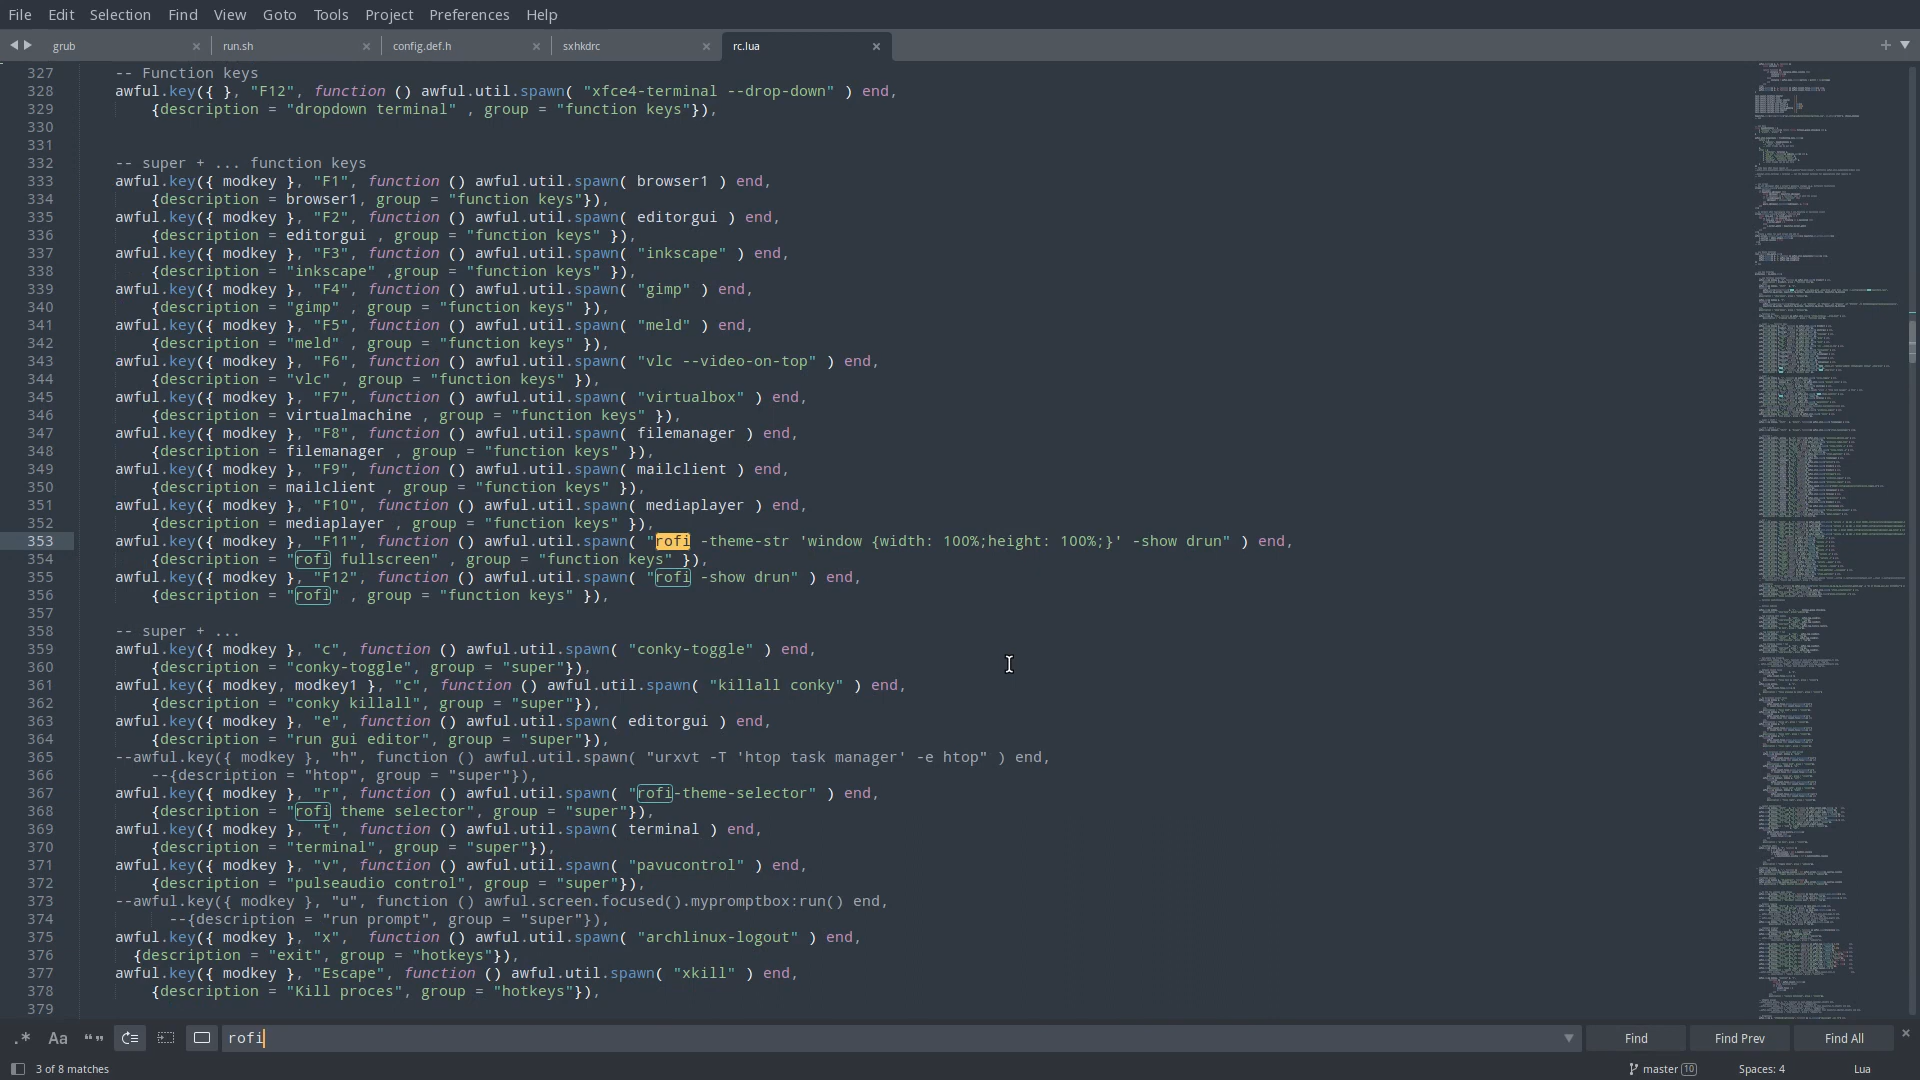 File Edit Selection Find View Goto Tools Project Preferences Help
grub × run.sh × config.def.h × sxhkdrc × rc.lua ×
327 -- Function keys
328 awful.key({ }, "F12", function () awful.util.spawn( "xfce4-terminal --drop-down" ) end,
329 {description = "dropdown terminal" , group = "function keys"}),
330
331
332 -- super + ... function keys
333 awful.key({ modkey }, "F1", function () awful.util.spawn( browser1 ) end,
334 {description = browser1, group = "function keys"}),
335 awful.key({ modkey }, "F2", function () awful.util.spawn( editorgui ) end,
336 {description = editorgui , group = "function keys" }),
337 awful.key({ modkey }, "F3", function () awful.util.spawn( "inkscape" ) end,
338 {description = "inkscape" ,group = "function keys" }),
339 awful.key({ modkey }, "F4", function () awful.util.spawn( "gimp" ) end,
340 {description = "gimp" , group = "function keys" }),
341 awful.key({ modkey }, "F5", function () awful.util.spawn( "meld" ) end,
342 {description = "meld" , group = "function keys" }),
343 awful.key({ modkey }, "F6", function () awful.util.spawn( "vlc --video-on-top" ) end,
344 {description = "vlc" , group = "function keys" }),
345 awful.key({ modkey }, "F7", function () awful.util.spawn( "virtualbox" ) end,
346 {description = virtualmachine , group = "function keys" }),
347 awful.key({ modkey }, "F8", function () awful.util.spawn( filemanager ) end,
348 {description = filemanager , group = "function keys" }),
349 awful.key({ modkey }, "F9", function () awful.util.spawn( mailclient ) end,
350 {description = mailclient , group = "function keys" }),
351 awful.key({ modkey }, "F10", function () awful.util.spawn( mediaplayer ) end,
352 {description = mediaplayer , group = "function keys" }),
353 awful.key({ modkey }, "F11", function () awful.util.spawn( "rofi -theme-str 'window {width: 100%;height: 100%;}' -show drun" ) end,
354 {description = "rofi fullscreen" , group = "function keys" }),
355 awful.key({ modkey }, "F12", function () awful.util.spawn( "rofi -show drun" ) end,
356 {description = "rofi" , group = "function keys" }),
357
358 -- super + ...
359 awful.key({ modkey }, "c", function () awful.util.spawn( "conky-toggle" ) end,
360 {description = "conky-toggle", group = "super"}),
361 awful.key({ modkey, modkey1 }, "c", function () awful.util.spawn( "killall conky" ) end,
362 {description = "conky killall", group = "super"}),
363 awful.key({ modkey }, "e", function () awful.util.spawn( editorgui ) end,
364 {description = "run gui editor", group = "super"}),
365 --awful.key({ modkey }, "h", function () awful.util.spawn( "urxvt -T 'htop task manager' -e htop" ) end,
366 --{description = "htop", group = "super"}),
367 awful.key({ modkey }, "r", function () awful.util.spawn( "rofi-theme-selector" ) end,
368 {description = "rofi theme selector", group = "super"}),
369 awful.key({ modkey }, "t", function () awful.util.spawn( terminal ) end,
370 {description = "terminal", group = "super"}),
371 awful.key({ modkey }, "v", function () awful.util.spawn( "pavucontrol" ) end,
372 {description = "pulseaudio control", group = "super"}),
373 --awful.key({ modkey }, "u", function () awful.screen.focused().mypromptbox:run() end,
374 --{description = "run prompt", group = "super"}),
375 awful.key({ modkey }, "x", function () awful.util.spawn( "archlinux-logout" ) end,
376 {description = "exit", group = "hotkeys"}),
377 awful.key({ modkey }, "Escape", function () awful.util.spawn( "xkill" ) end,
378 {description = "Kill proces", group = "hotkeys"}),
379
.* Aa “” rofi Find Find Prev Find All ×
3 of 8 matches master 10 Spaces: 4 Lua